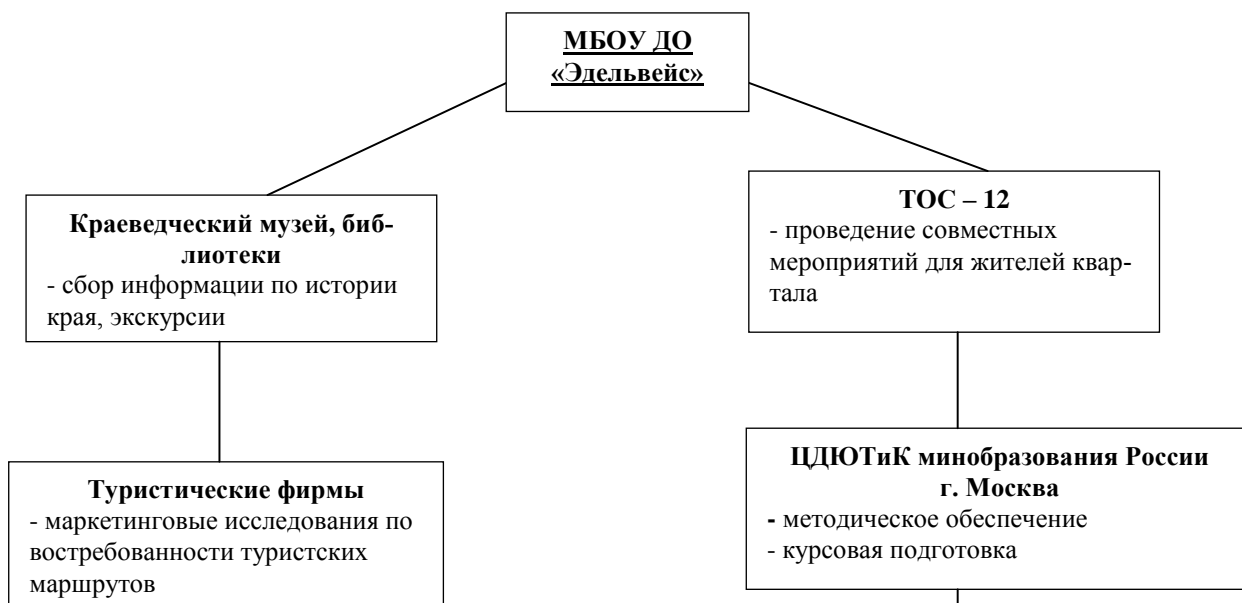 МБОУ ДО
«Эдельвейс»
Краеведческий музей, биб-
лиотеки
- сбор информации по истории
края, экскурсии
ТОС – 12
- проведение совместных
мероприятий для жителей квар-
тала
Туристические фирмы
- маркетинговые исследования по
востребованности туристских
маршрутов
ЦДЮТиК минобразования России
г. Москва
- методическое обеспечение
- курсовая подготовка